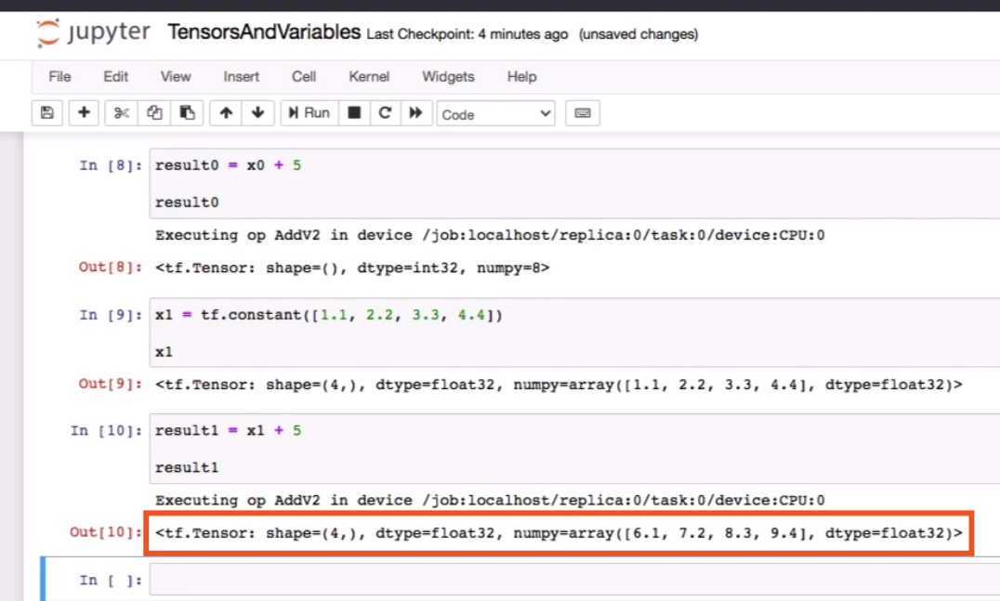 jupyter TensorsAndVariables Last Checkpoint: 4 minutes ago (unsaved changes)
File Edit View Insert Cell Kernel Widgets Help
Run Code
In [8]: result0 = x0 + 5
result0
Executing op AddV2 in device /job:localhost/replica:0/task:0/device:CPU:0
Out[8]: <tf.Tensor: shape=(), dtype=int32, numpy=8>
In [9]: x1 = tf.constant([1.1, 2.2, 3.3, 4.4])
x1
Out[9]: <tf.Tensor: shape=(4,), dtype=float32, numpy=array([1.1, 2.2, 3.3, 4.4], dtype=float32)>
In [10]: result1 = x1 + 5
result1
Executing op AddV2 in device /job:localhost/replica:0/task:0/device:CPU:0
Out[10]: <tf.Tensor: shape=(4,), dtype=float32, numpy=array([6.1, 7.2, 8.3, 9.4], dtype=float32)>
In [ ]: